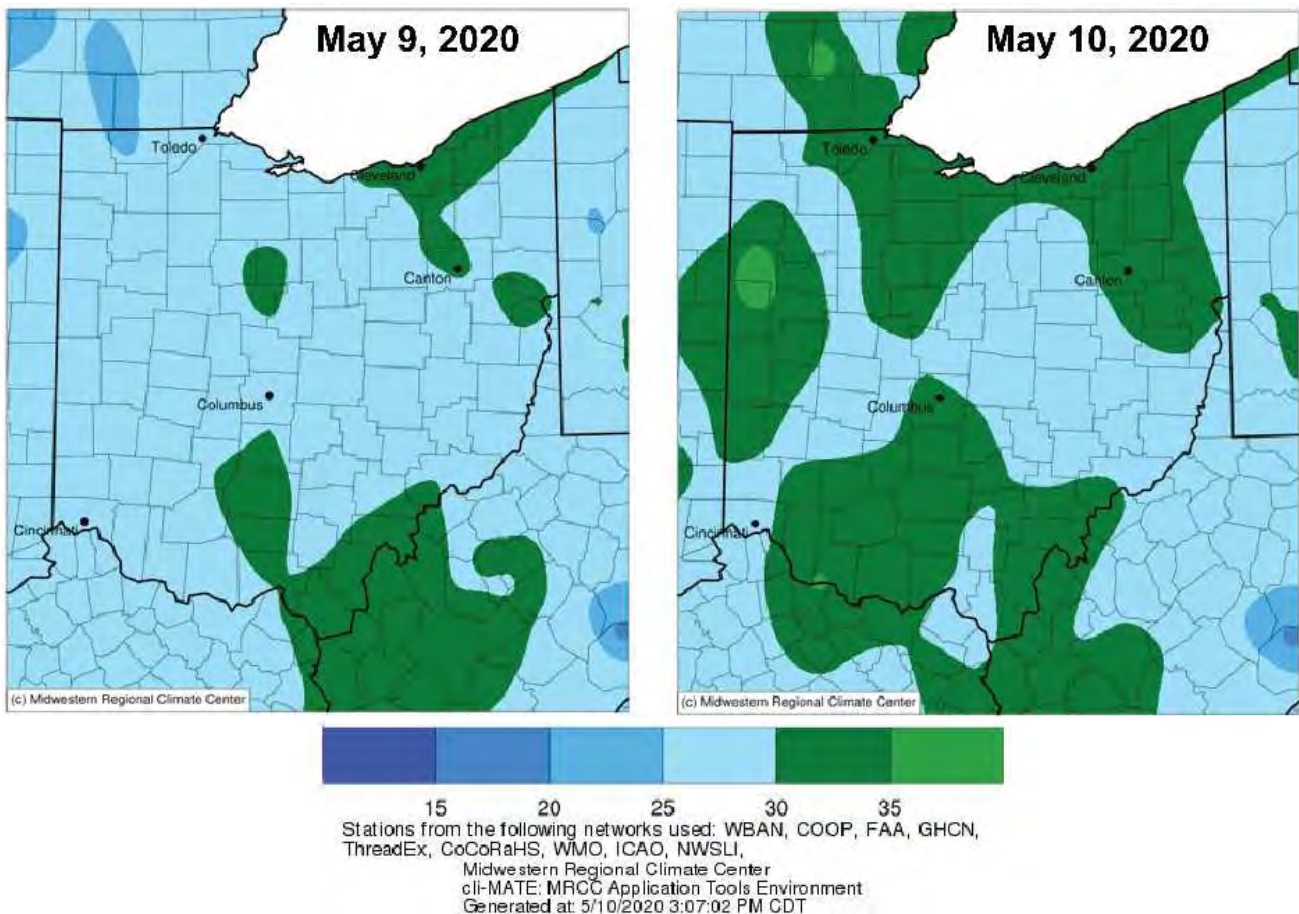 May 9, 2020
Toledo
Cleveland
Canton
Columbus
Cincinnati
(c) Midwestern Regional Climate Center
May 10, 2020
Toledo
Cleveland
Canton
Columbus
Cincinnati
(c) Midwestern Regional Climate Center
15 20 25 30 35
Stations from the following networks used: WBAN, COOP, FAA, GHCN,
ThreadEx, CoCoRaHS, WMO, ICAO, NWSLI,
Midwestern Regional Climate Center
cli-MATE: MRCC Application Tools Environment
Generated at: 5/10/2020 3:07:02 PM CDT